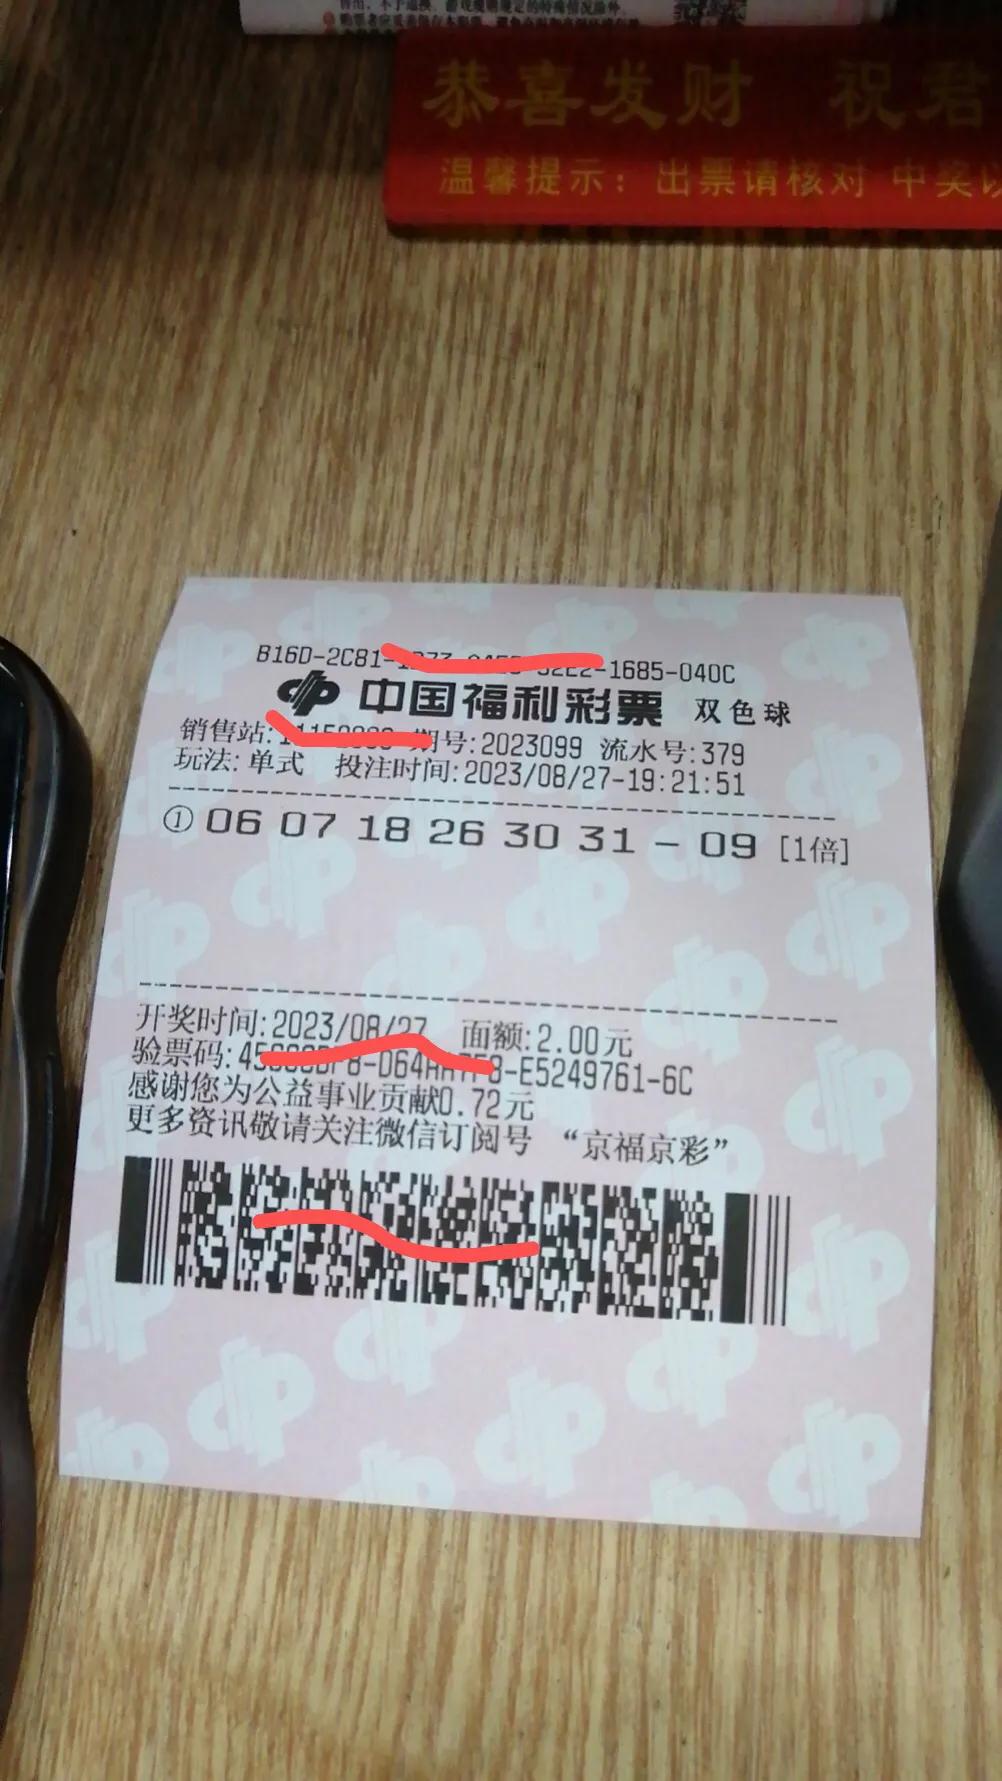 恭喜发财 祝君
温馨提示：出票请核对 中奖以
B16D-2C81-
-1685-040C
中国福利彩票 双色球
销售站: 期号:2023099 流水号:379
玩法:单式 投注时间:2023/08/27-19:21:51
① 06 07 18 26 30 31 - 09 [1倍]
开奖时间:2023/08/27 面额:2.00元
验票码: -E5249761-6C
感谢您为公益事业贡献0.72元
更多资讯敬请关注微信订阅号 “京福京彩”